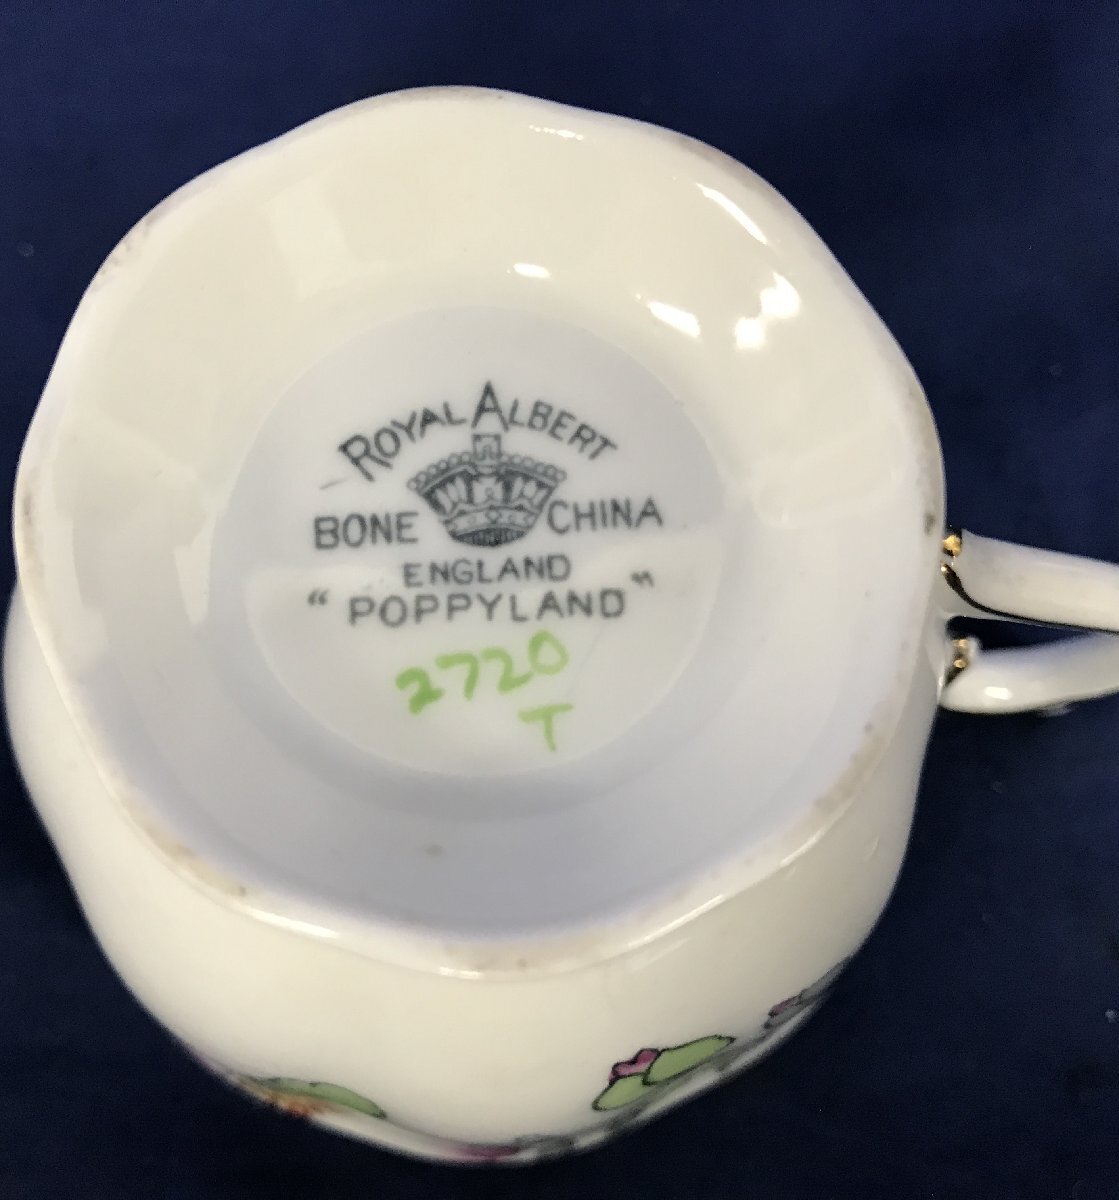 ROYAL ALBERT
BONE CHINA
ENGLAND
"POPPYLAND"
2720
T